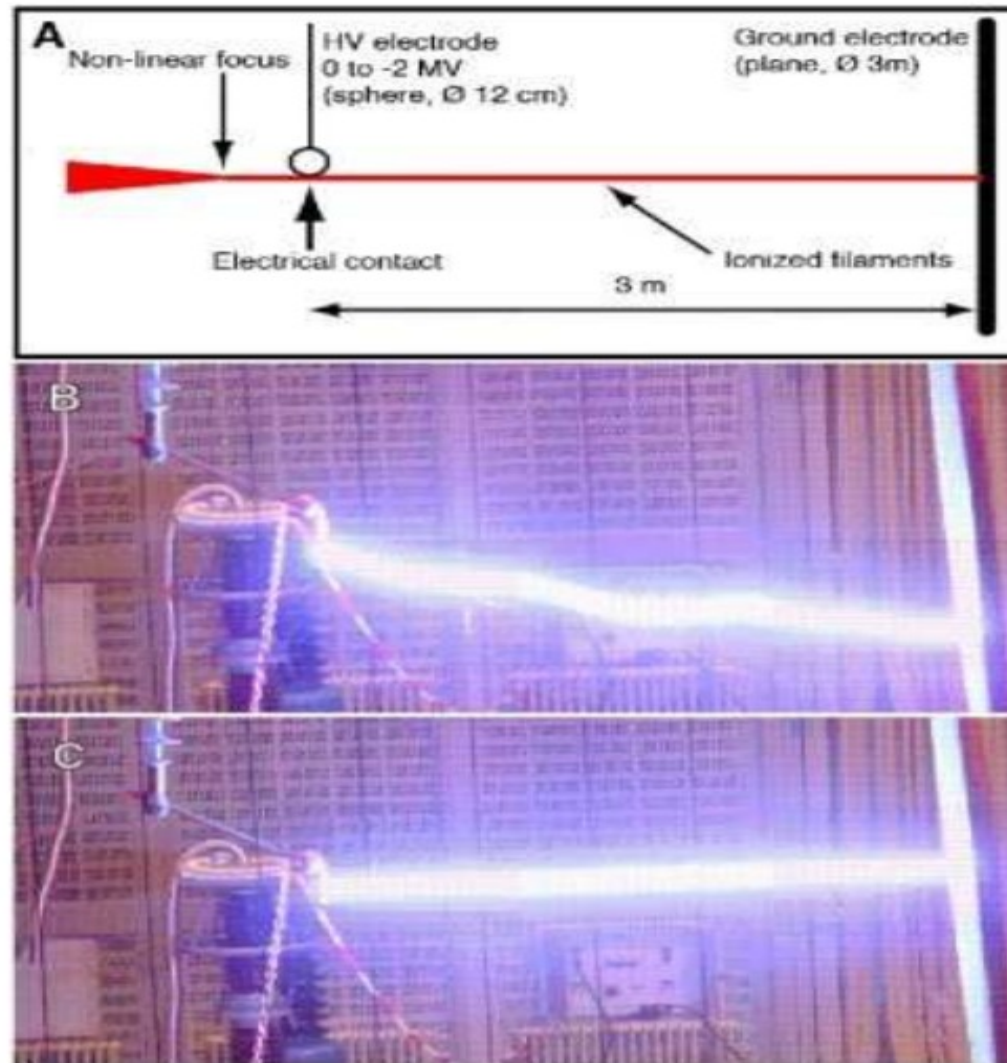 A
Non-linear focus
HV electrode
0 to -2 MV
(sphere, Ø 12 cm)
Ground electrode
(plane, Ø 3m)
Electrical contact
Ionized filaments
3 m
B
C